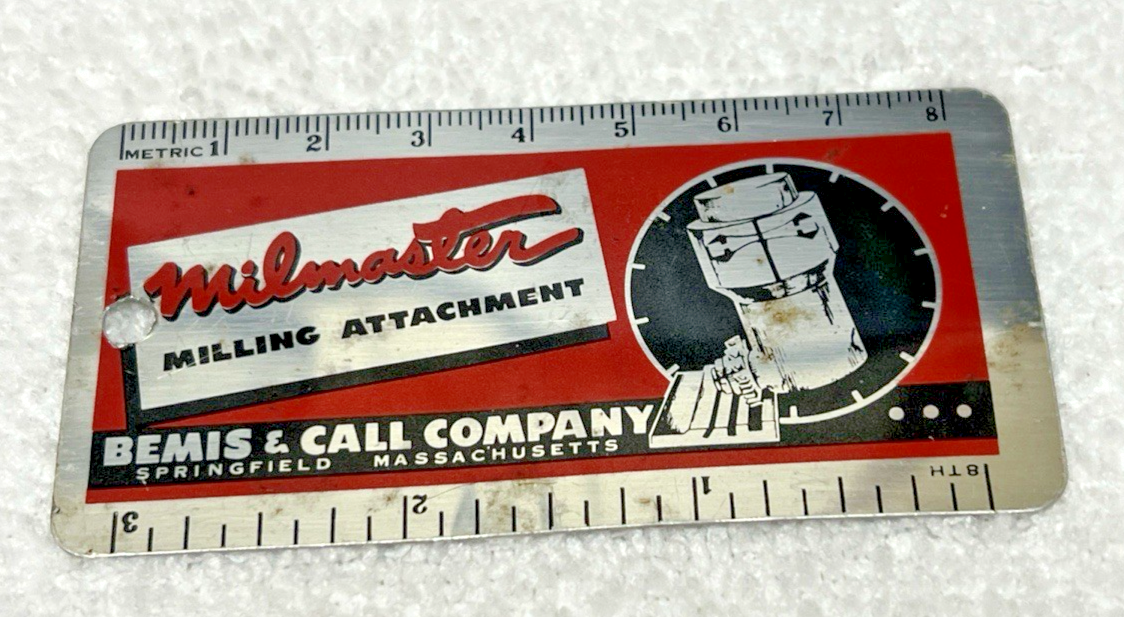 METRIC 1 2 3 4 5 6 7 8
Milmaster
MILLING ATTACHMENT
BEMIS & CALL COMPANY
SPRINGFIELD MASSACHUSETTS
8TH 1 2 3